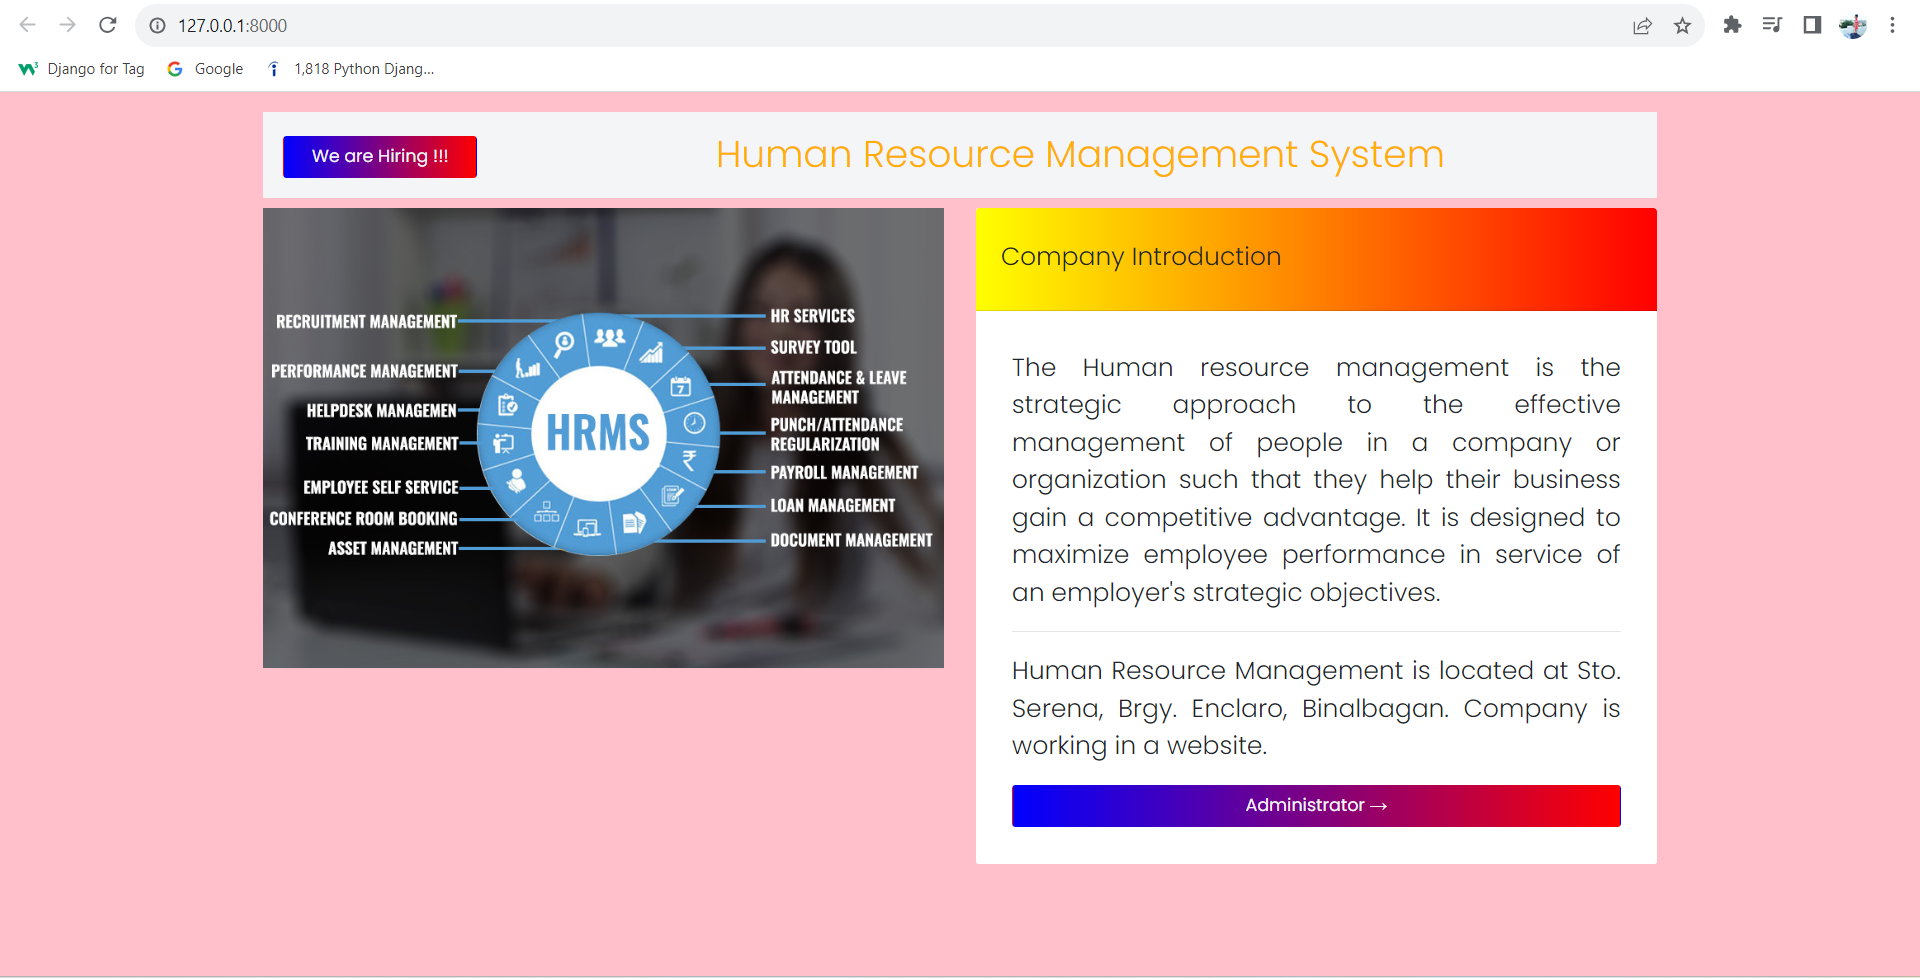 127.0.0.1:8000
Django for Tag
Google
1,818 Python Djang...
We are Hiring !!!
Human Resource Management System
RECRUITMENT MANAGEMENT
PERFORMANCE MANAGEMENT
HELPDESK MANAGEMEN
TRAINING MANAGEMENT
EMPLOYEE SELF SERVICE
CONFERENCE ROOM BOOKING
ASSET MANAGEMENT
HRMS
7
₹
HR SERVICES
SURVEY TOOL
ATTENDANCE & LEAVE
MANAGEMENT
PUNCH/ATTENDANCE
REGULARIZATION
PAYROLL MANAGEMENT
LOAN MANAGEMENT
DOCUMENT MANAGEMENT
Company Introduction
The Human resource management is the
strategic approach to the effective
management of people in a company or
organization such that they help their business
gain a competitive advantage. It is designed to
maximize employee performance in service of
an employer's strategic objectives.
Human Resource Management is located at Sto.
Serena, Brgy. Enclaro, Binalbagan. Company is
working in a website.
Administrator →